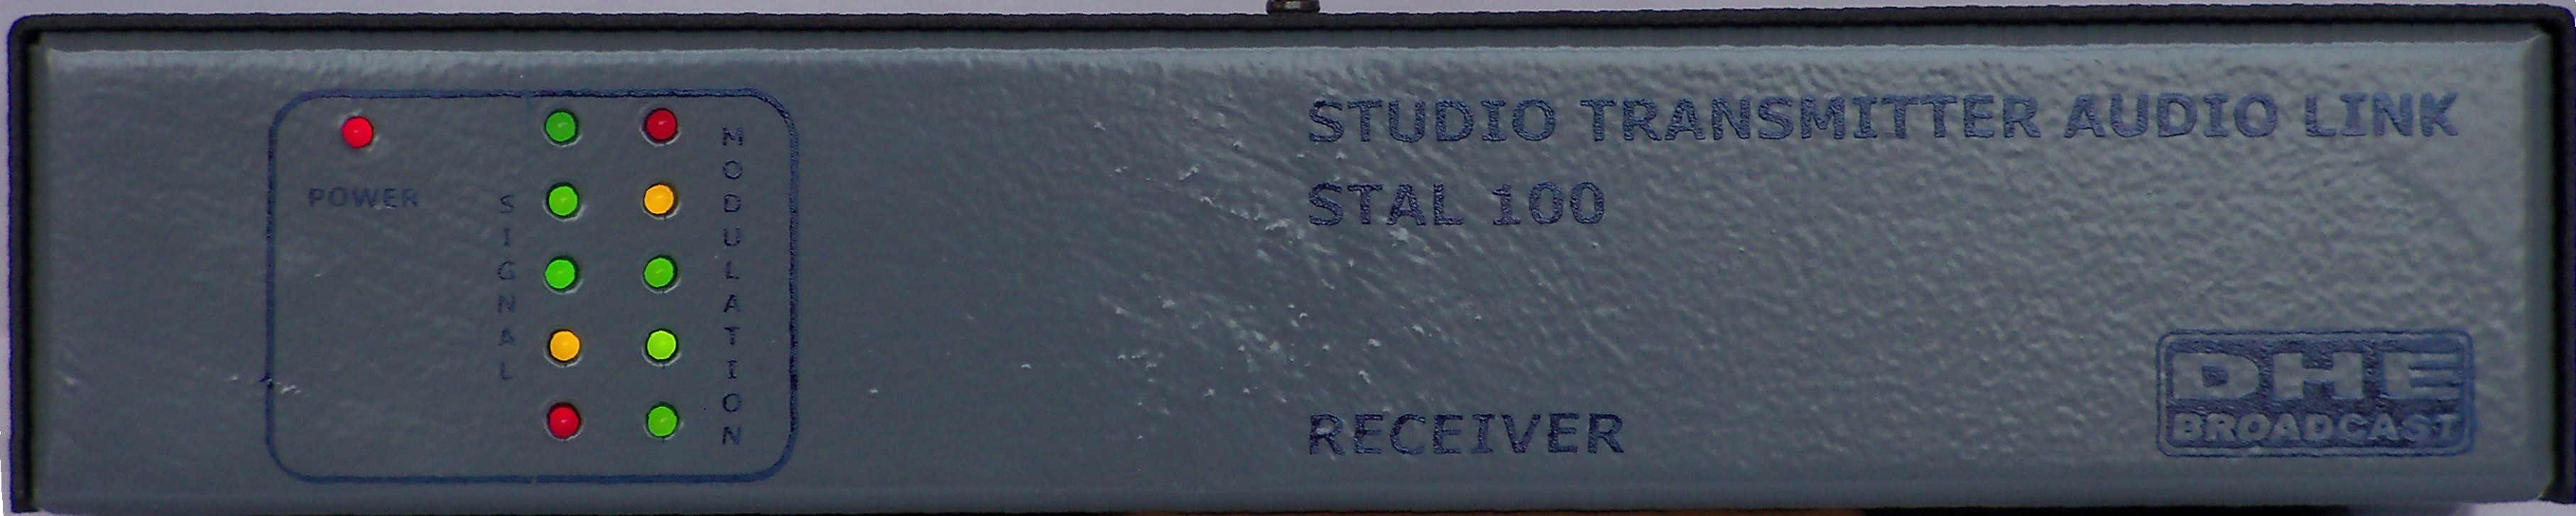 POWER
SIGNAL
MODULATION
STUDIO TRANSMITTER AUDIO LINK
STAL 100
RECEIVER
DHE
BROADCAST